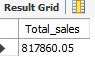 Result Grid
Total_sales
817860.05